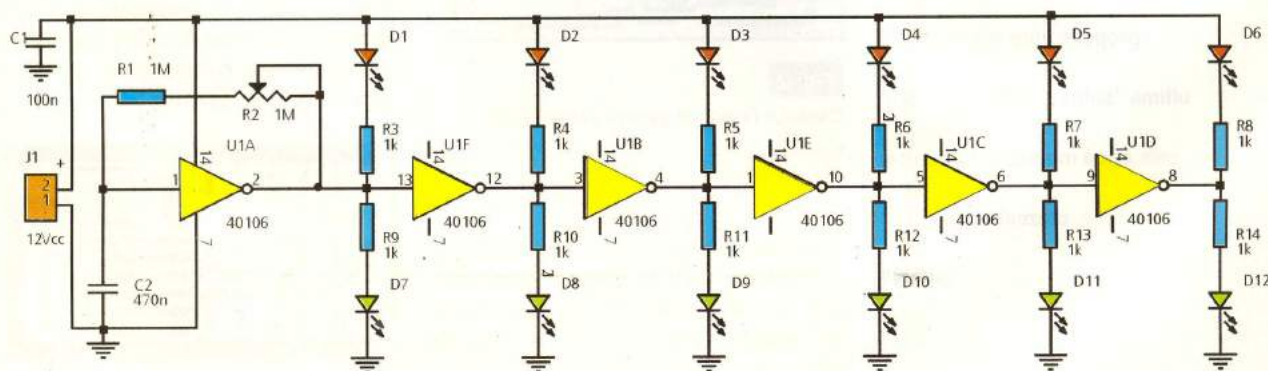 C1
100n
R1 1M
R2 1M
J1
+
2
1
12Vcc
C2
470n
U1A
14
1
2
40106
7
D1
R3
1k
R9
1k
D7
U1F
14
13
12
40106
7
D2
R4
1k
R10
1k
D8
U1B
3
4
40106
D3
R5
1k
R11
1k
D9
U1E
14
1
10
40106
7
D4
R6
1k
R12
1k
D10
U1C
5
6
40106
D5
R7
1k
R13
1k
D11
U1D
14
9
8
40106
7
D6
R8
1k
R14
1k
D12